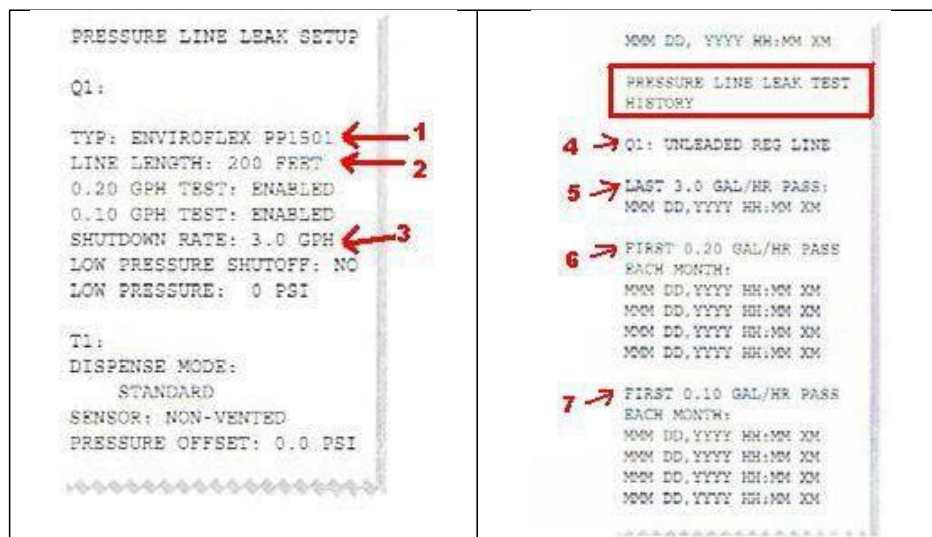 PRESSURE LINE LEAK SETUP
Q1:
TYP: ENVIROFLEX PP1501
1
LINE LENGTH: 200 FEET
2
0.20 GPH TEST: ENABLED
0.10 GPH TEST: ENABLED
SHUTDOWN RATE: 3.0 GPH
3
LOW PRESSURE SHUTOFF: NO
LOW PRESSURE: 0 PSI
T1:
DISPENSE MODE:
STANDARD
SENSOR: NON-VENTED
PRESSURE OFFSET: 0.0 PSI
MMM DD, YYYY HH:MM XM
PRESSURE LINE LEAK TEST
HISTORY
4
Q1: UNLEADED REG LINE
5
LAST 3.0 GAL/HR PASS:
MMM DD,YYYY HH:MM XM
6
FIRST 0.20 GAL/HR PASS
EACH MONTH:
MMM DD,YYYY HH:MM XM
MMM DD,YYYY HH:MM XM
MMM DD,YYYY HH:MM XM
MMM DD,YYYY HH:MM XM
7
FIRST 0.10 GAL/HR PASS
EACH MONTH:
MMM DD,YYYY HH:MM XM
MMM DD,YYYY HH:MM XM
MMM DD,YYYY HH:MM XM
MMM DD,YYYY HH:MM XM